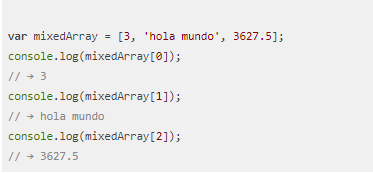 var mixedArray = [3, 'hola mundo', 3627.5];
console.log(mixedArray[0]);
// → 3
console.log(mixedArray[1]);
// → hola mundo
console.log(mixedArray[2]);
// → 3627.5